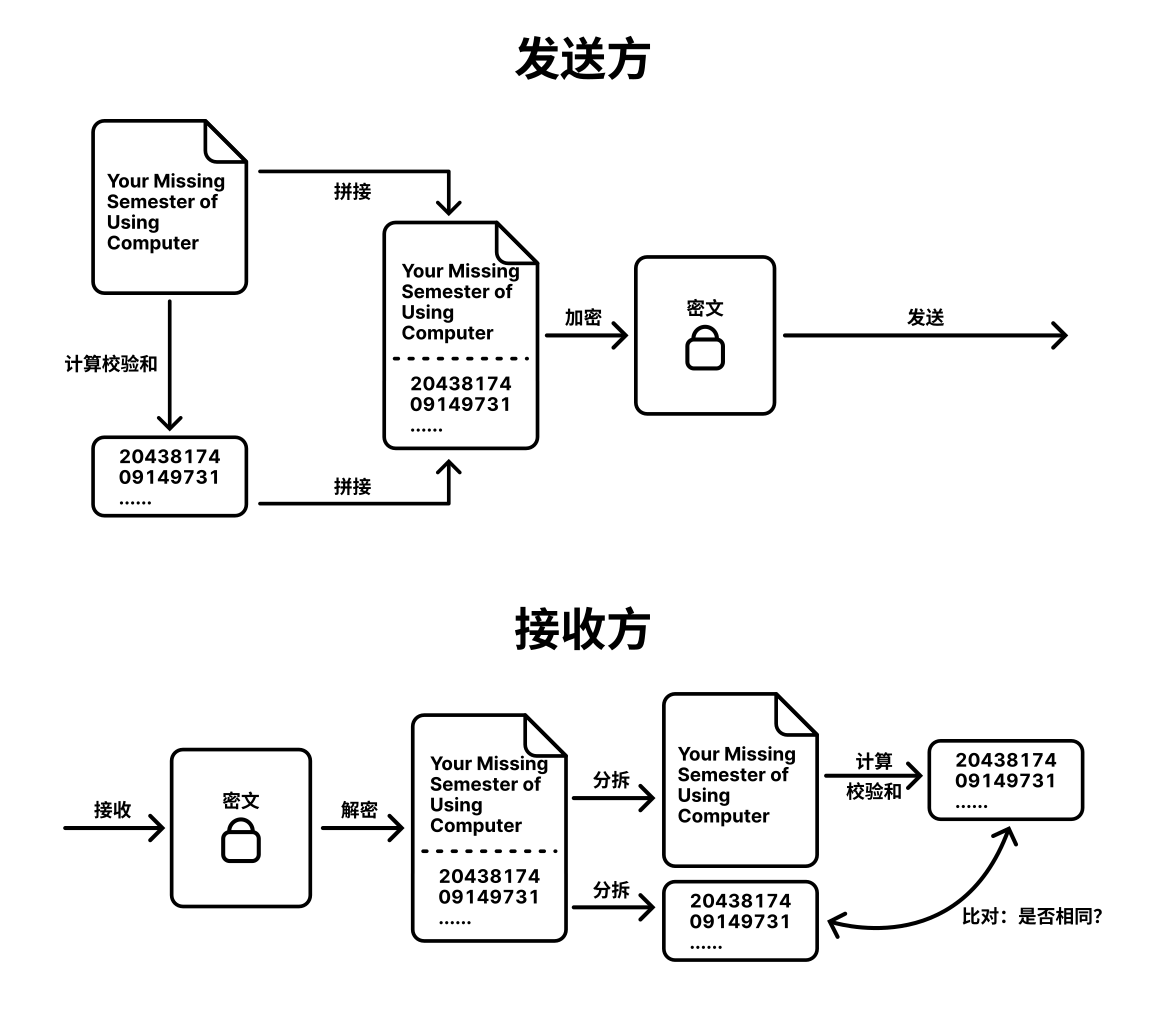 发送方
Your Missing
Semester of
Using
Computer
拼接
计算校验和
20438174
09149731
......
拼接
Your Missing
Semester of
Using
Computer
20438174
09149731
......
加密
密文
发送
接收方
接收
密文
解密
Your Missing
Semester of
Using
Computer
20438174
09149731
......
分拆
Your Missing
Semester of
Using
Computer
计算
校验和
20438174
09149731
......
分拆
20438174
09149731
......
比对：是否相同？